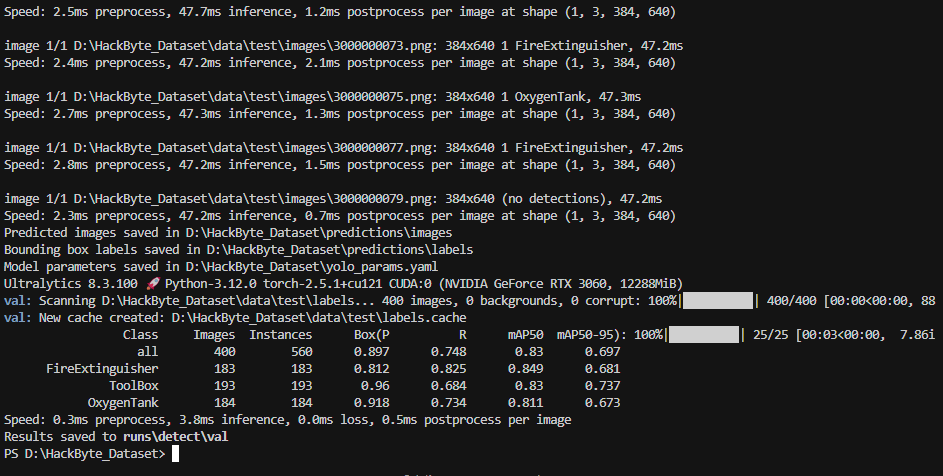 Speed: 2.5ms preprocess, 47.7ms inference, 1.2ms postprocess per image at shape (1, 3, 384, 640)
image 1/1 D:\HackByte_Dataset\data\test\images\3000000073.png: 384x640 1 FireExtinguisher, 47.2ms
Speed: 2.4ms preprocess, 47.2ms inference, 2.1ms postprocess per image at shape (1, 3, 384, 640)
image 1/1 D:\HackByte_Dataset\data\test\images\3000000075.png: 384x640 1 OxygenTank, 47.3ms
Speed: 2.7ms preprocess, 47.3ms inference, 1.3ms postprocess per image at shape (1, 3, 384, 640)
image 1/1 D:\HackByte_Dataset\data\test\images\3000000077.png: 384x640 1 FireExtinguisher, 47.2ms
Speed: 2.8ms preprocess, 47.2ms inference, 1.5ms postprocess per image at shape (1, 3, 384, 640)
image 1/1 D:\HackByte_Dataset\data\test\images\3000000079.png: 384x640 (no detections), 47.2ms
Speed: 2.3ms preprocess, 47.2ms inference, 0.7ms postprocess per image at shape (1, 3, 384, 640)
Predicted images saved in D:\HackByte_Dataset\predictions\images
Bounding box labels saved in D:\HackByte_Dataset\predictions\labels
Model parameters saved in D:\HackByte_Dataset\yolo_params.yaml
Ultralytics 8.3.100 🚀 Python-3.12.0 torch-2.5.1+cu121 CUDA:0 (NVIDIA GeForce RTX 3060, 12288MiB)
val: Scanning D:\HackByte_Dataset\data\test\labels... 400 images, 0 backgrounds, 0 corrupt: 100%|██████████| 400/400 [00:00<00:00, 88
val: New cache created: D:\HackByte_Dataset\data\test\labels.cache
Class Images Instances Box(P R mAP50 mAP50-95): 100%|██████████| 25/25 [00:03<00:00, 7.86i
all 400 560 0.897 0.748 0.83 0.697
FireExtinguisher 183 183 0.812 0.825 0.849 0.681
ToolBox 193 193 0.96 0.684 0.83 0.737
OxygenTank 184 184 0.918 0.734 0.811 0.673
Speed: 0.3ms preprocess, 3.8ms inference, 0.0ms loss, 0.5ms postprocess per image
Results saved to runs\detect\val
PS D:\HackByte_Dataset>